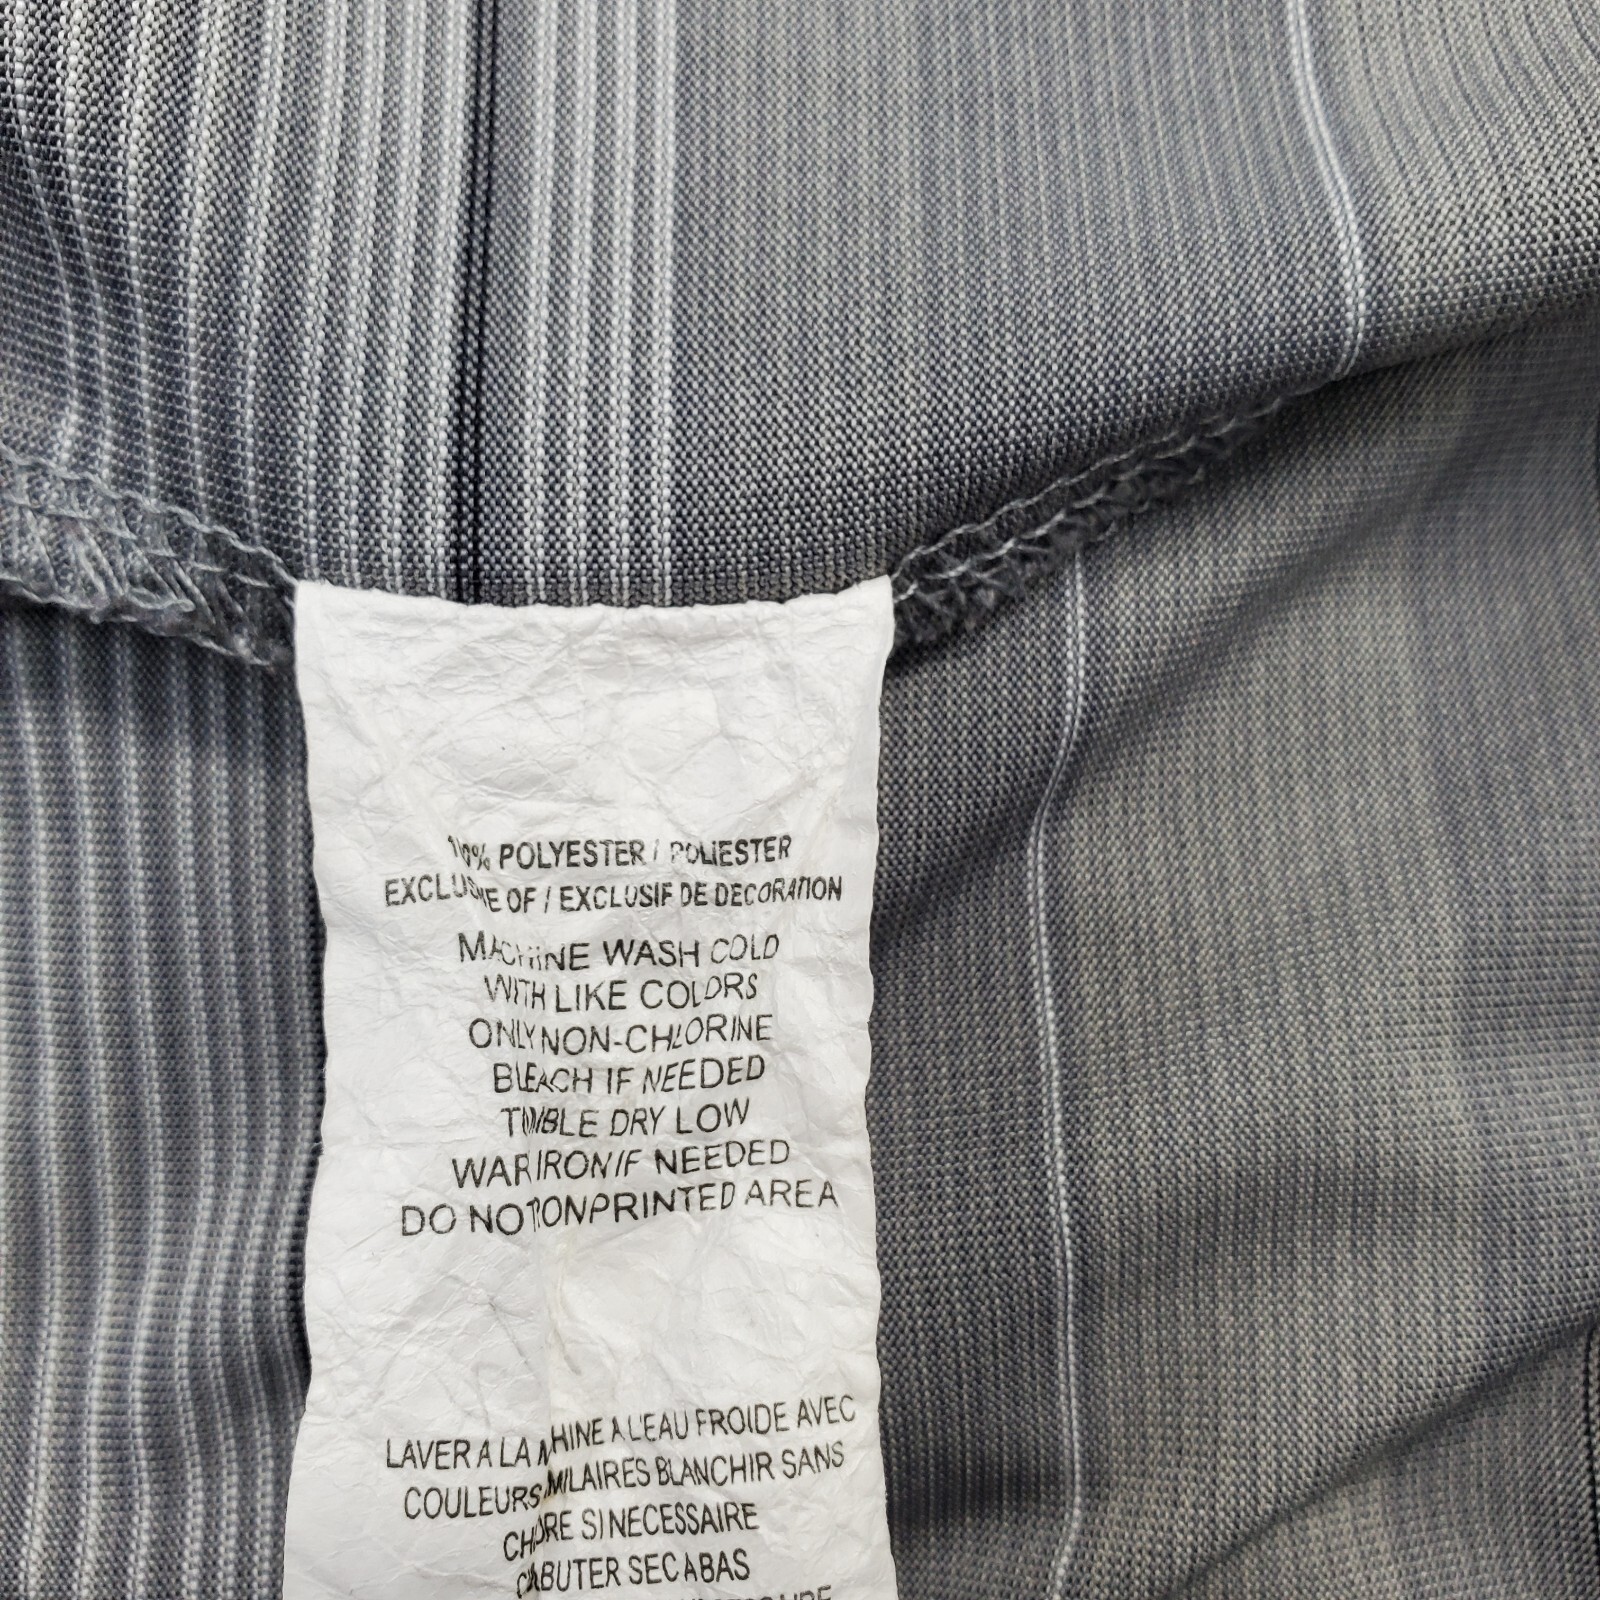 100% POLYESTER / POLIESTER
EXCLUSIVE OF / EXCLUSIF DE DECORATION
MACHINE WASH COLD
WITH LIKE COLORS
ONLY NON-CHLORINE
BLEACH IF NEEDED
TUMBLE DRY LOW
WARM IRON IF NEEDED
DO NOT IRON PRINTED AREA
LAVER A LA MACHINE A L'EAU FROIDE AVEC
COULEURS SIMILAIRES BLANCHIR SANS
CHLORE SI NECESSAIRE
CULBUTER SEC A BAS